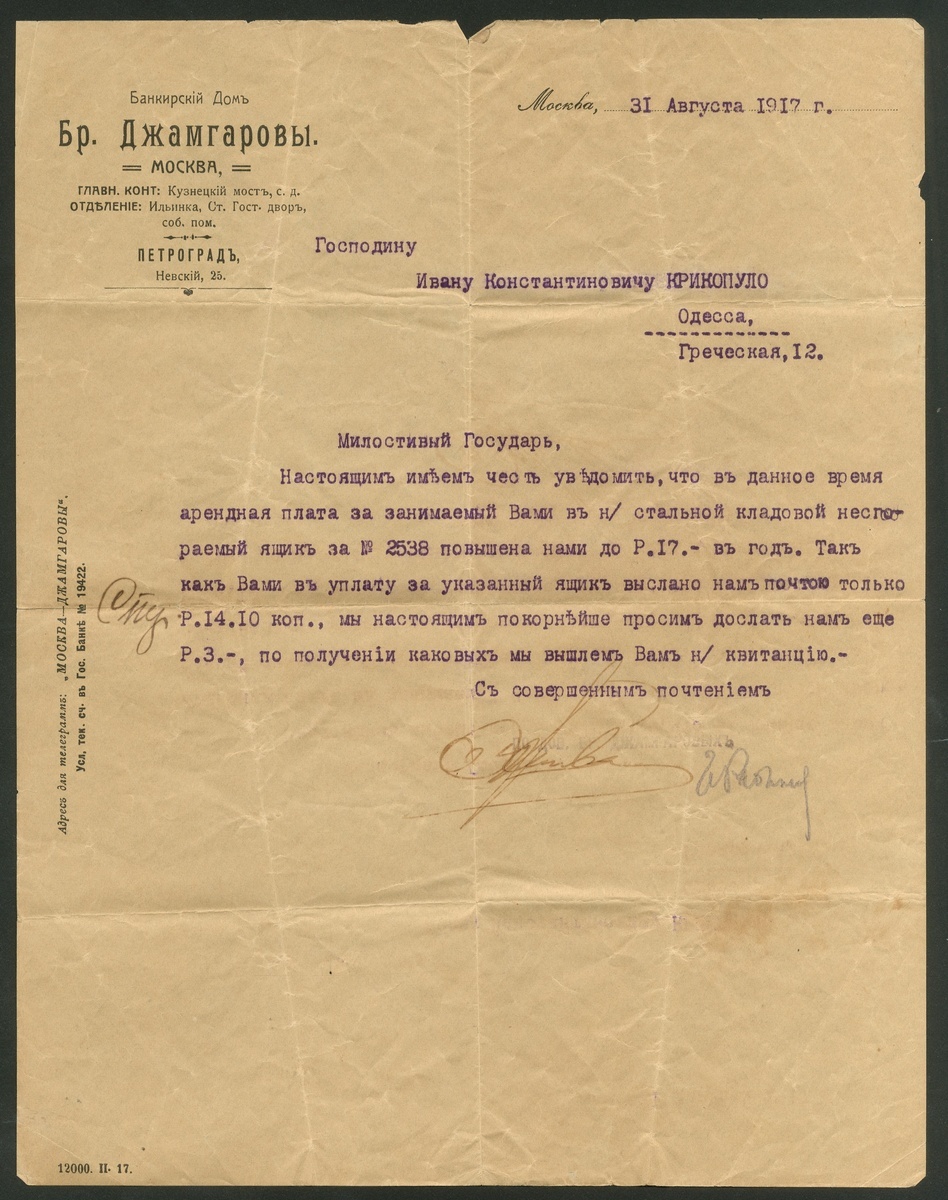 Банкирскій Домъ
Бр. Джамгаровы.
МОСКВА,
ГЛАВН. КОНТ: Кузнецкій мостъ, с. д.
ОТДѢЛЕНІЕ: Ильинка, Ст. Гост. дворъ,
соб. пом.
ПЕТРОГРАДЪ,
Невскій, 25.
Москва, 31 Августа 1917 г.
Господину
Ивану Константиновичу КРИКОПУЛО
Одесса,
Греческая,12.
Милостивый Государь,
Настоящимъ имѣемъ честь увѣдомить,что въ данное время
арендная плата за занимаемый Вами въ н/ стальной кладовой несго-
раемый ящикъ за № 2538 повышена нами до Р.17.- въ годъ. Такъ
какъ Вами въ уплату за указанный ящикъ выслано намъ почтою только
Р.14.10 коп., мы настоящимъ покорнѣйше просимъ дослать намъ еще
Р.3.-, по полученіи каковыхъ мы вышлемъ Вамъ н/ квитанцію.-
Съ совершеннымъ почтеніемъ
Адресъ для телеграммъ: „МОСКВА—ДЖАМГАРОВЫ".
Усл. тек. сч. въ Гос. Банкѣ № 19422.
12000. II. 17.